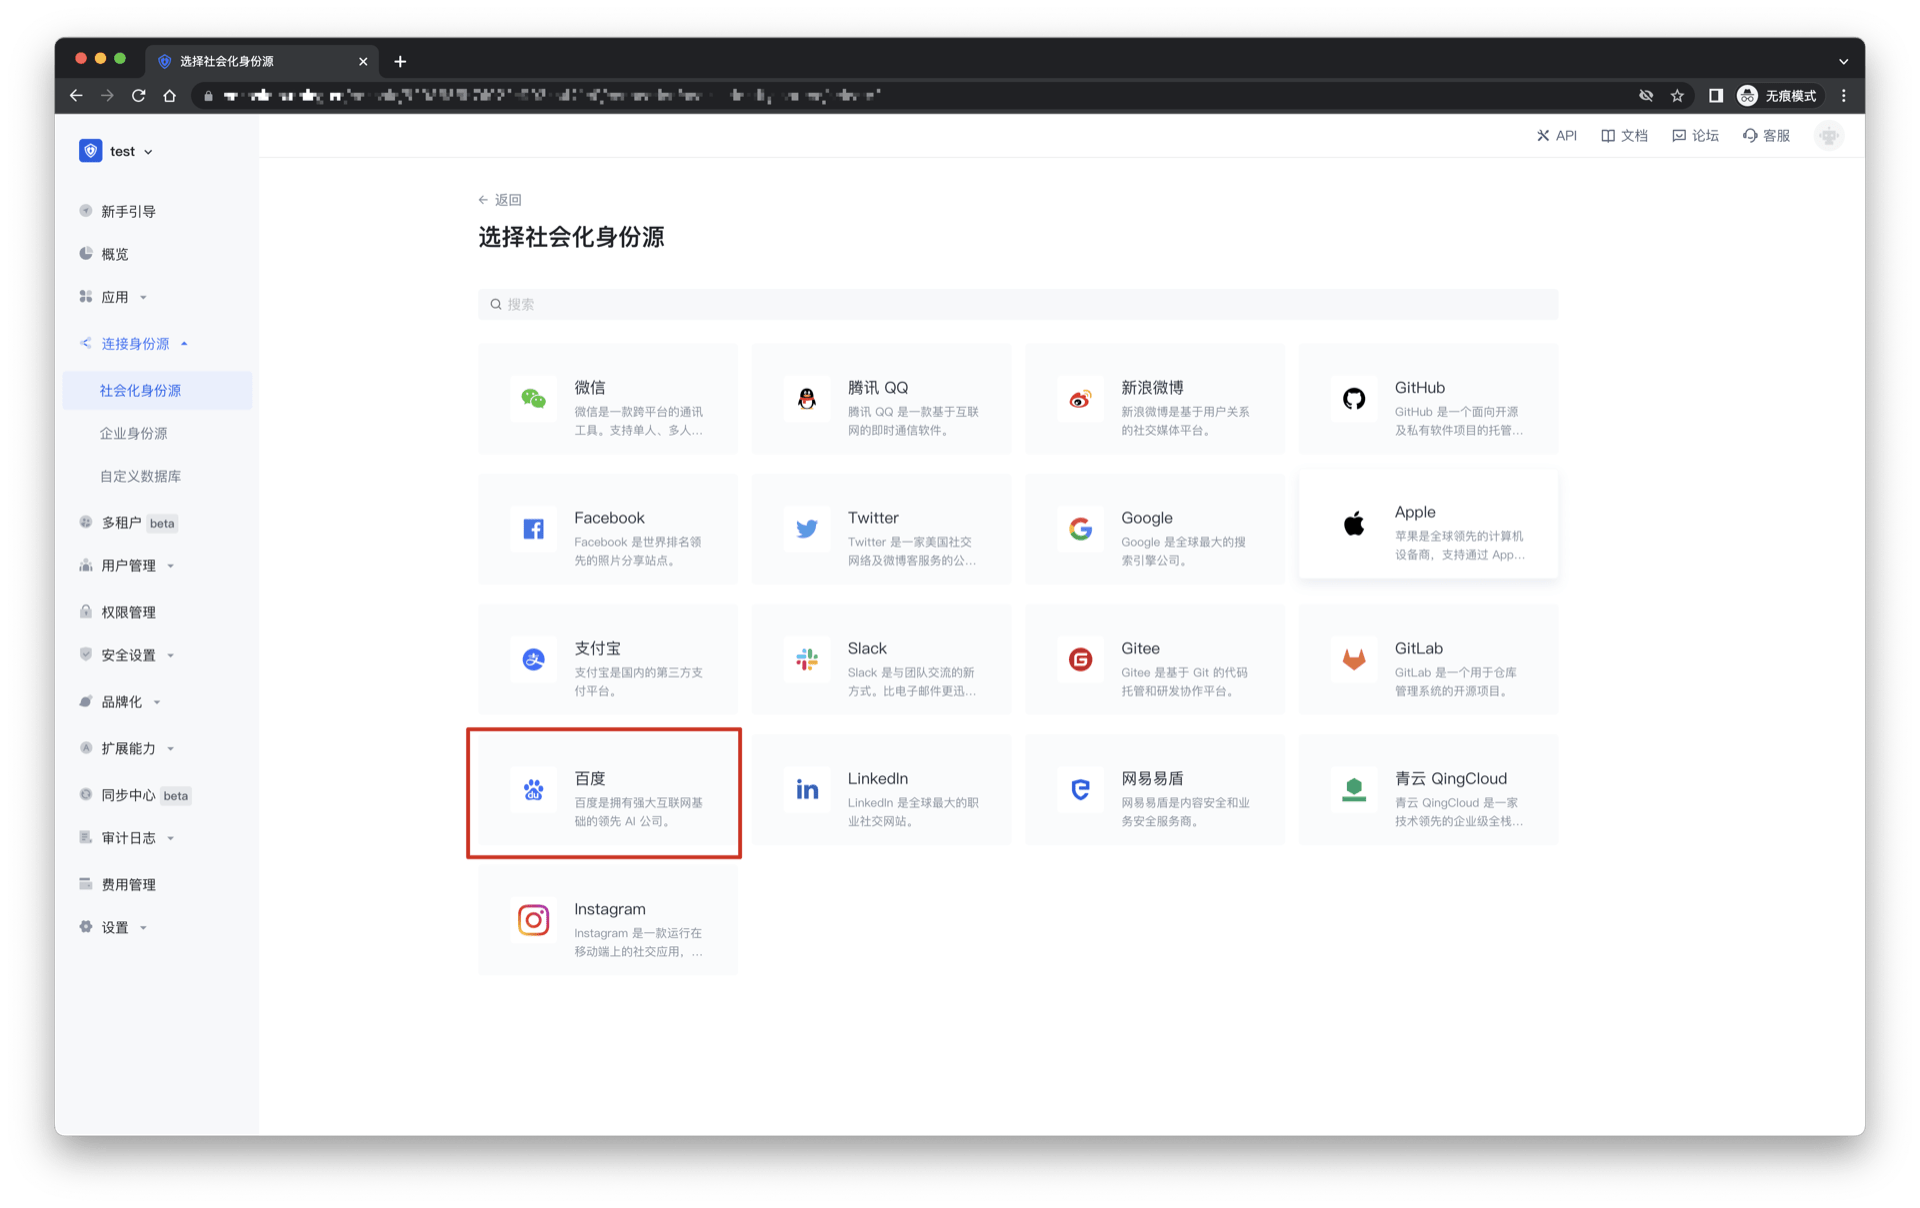 选择社会化身份源
无痕模式
test
API
文档
论坛
客服
新手引导
概览
应用
连接身份源
社会化身份源
企业身份源
自定义数据库
多租户 beta
用户管理
权限管理
安全设置
品牌化
扩展能力
同步中心 beta
审计日志
费用管理
设置
返回
选择社会化身份源
搜索
微信
微信是一款跨平台的通讯
工具。支持单人、多人...
腾讯 QQ
腾讯 QQ 是一款基于互联
网的即时通信软件。
新浪微博
新浪微博是基于用户关系
的社交媒体平台。
GitHub
GitHub 是一个面向开源
及私有软件项目的托管...
Facebook
Facebook 是世界排名领
先的照片分享站点。
Twitter
Twitter 是一家美国社交
网络及微博客服务的公...
Google
Google 是全球最大的搜
索引擎公司。
Apple
苹果是全球领先的计算机
设备商，支持通过 App...
支付宝
支付宝是国内的第三方支
付平台。
Slack
Slack 是与团队交流的新
方式。比电子邮件更迅...
Gitee
Gitee 是基于 Git 的代码
托管和研发协作平台。
GitLab
GitLab 是一个用于仓库
管理系统的开源项目。
百度
百度是拥有强大互联网基
础的领先 AI 公司。
LinkedIn
LinkedIn 是全球最大的职
业社交网站。
网易易盾
网易易盾是内容安全和业
务安全服务商。
青云 QingCloud
青云 QingCloud 是一家
技术领先的企业级全栈...
Instagram
Instagram 是一款运行在
移动端上的社交应用，...